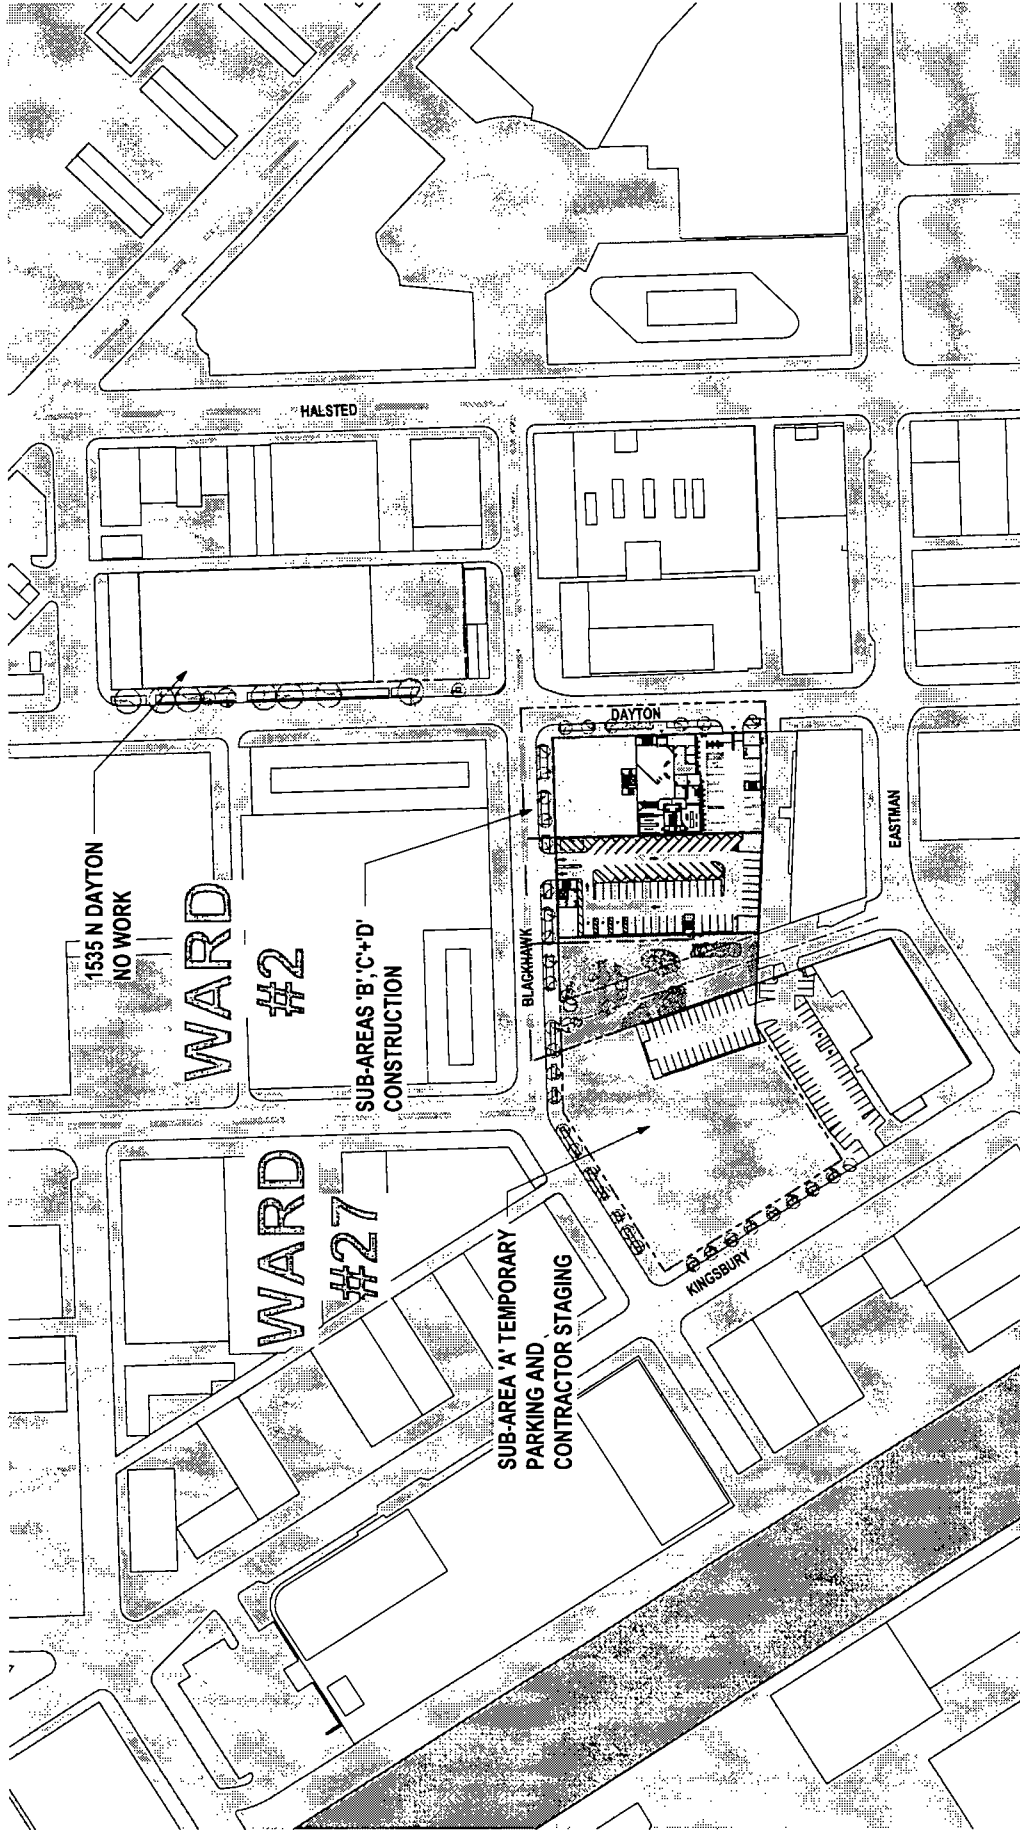 HALSTED
1535 N DAYTON
NO WORK
WARD
#2
SUB-AREAS 'B','C'+'D'
CONSTRUCTION
DAYTON
BLACKHAWK
EASTMAN
WARD
#27
SUB-AREA 'A' TEMPORARY
PARKING AND
CONTRACTOR STAGING
KINGSBURY